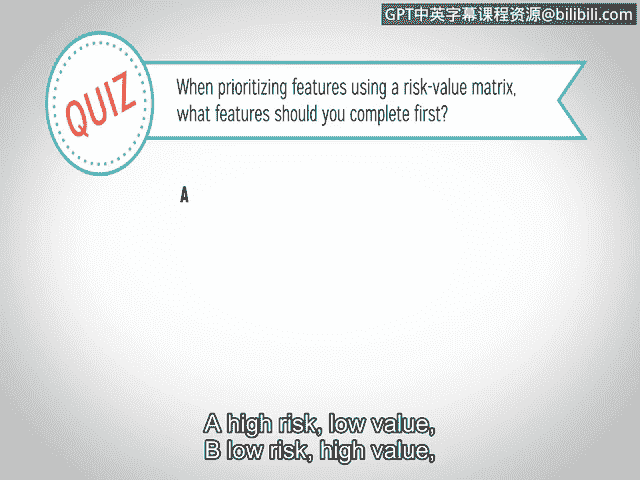 GPT中英字幕课程资源@bilibili.com
QUIZ
When prioritizing features using a risk-value matrix,
what features should you complete first?
A
A high risk, low value,
B low risk, high value,